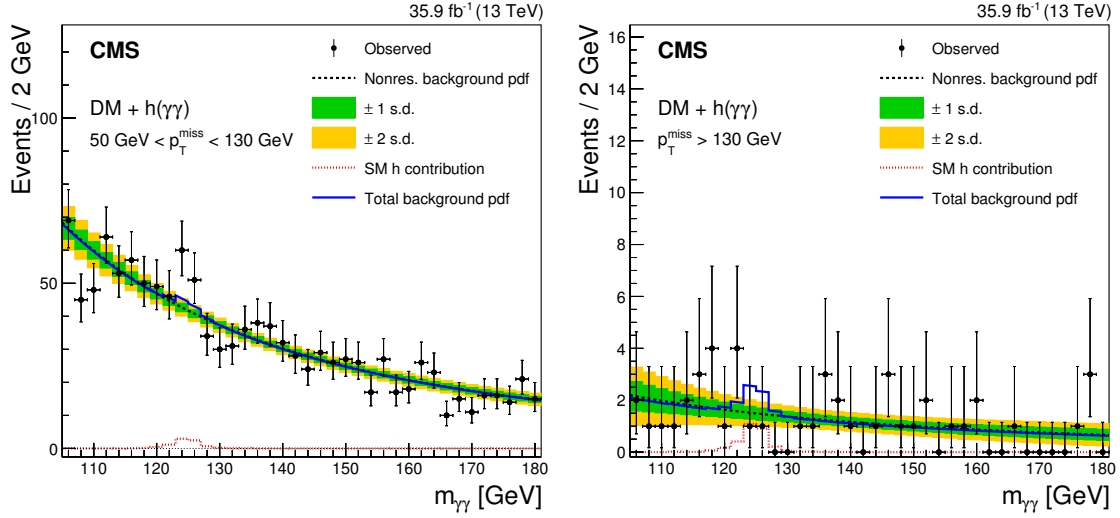 35.9 fb⁻¹ (13 TeV)
Events / 2 GeV
CMS
DM + h(γγ)
50 GeV < p_T^miss < 130 GeV
Observed
Nonres. background pdf
± 1 s.d.
± 2 s.d.
SM h contribution
Total background pdf
100
50
0
110 120 130 140 150 160 170 180
m_γγ [GeV]
35.9 fb⁻¹ (13 TeV)
Events / 2 GeV
CMS
DM + h(γγ)
p_T^miss > 130 GeV
Observed
Nonres. background pdf
± 1 s.d.
± 2 s.d.
SM h contribution
Total background pdf
16
14
12
10
8
6
4
2
0
110 120 130 140 150 160 170 180
m_γγ [GeV]